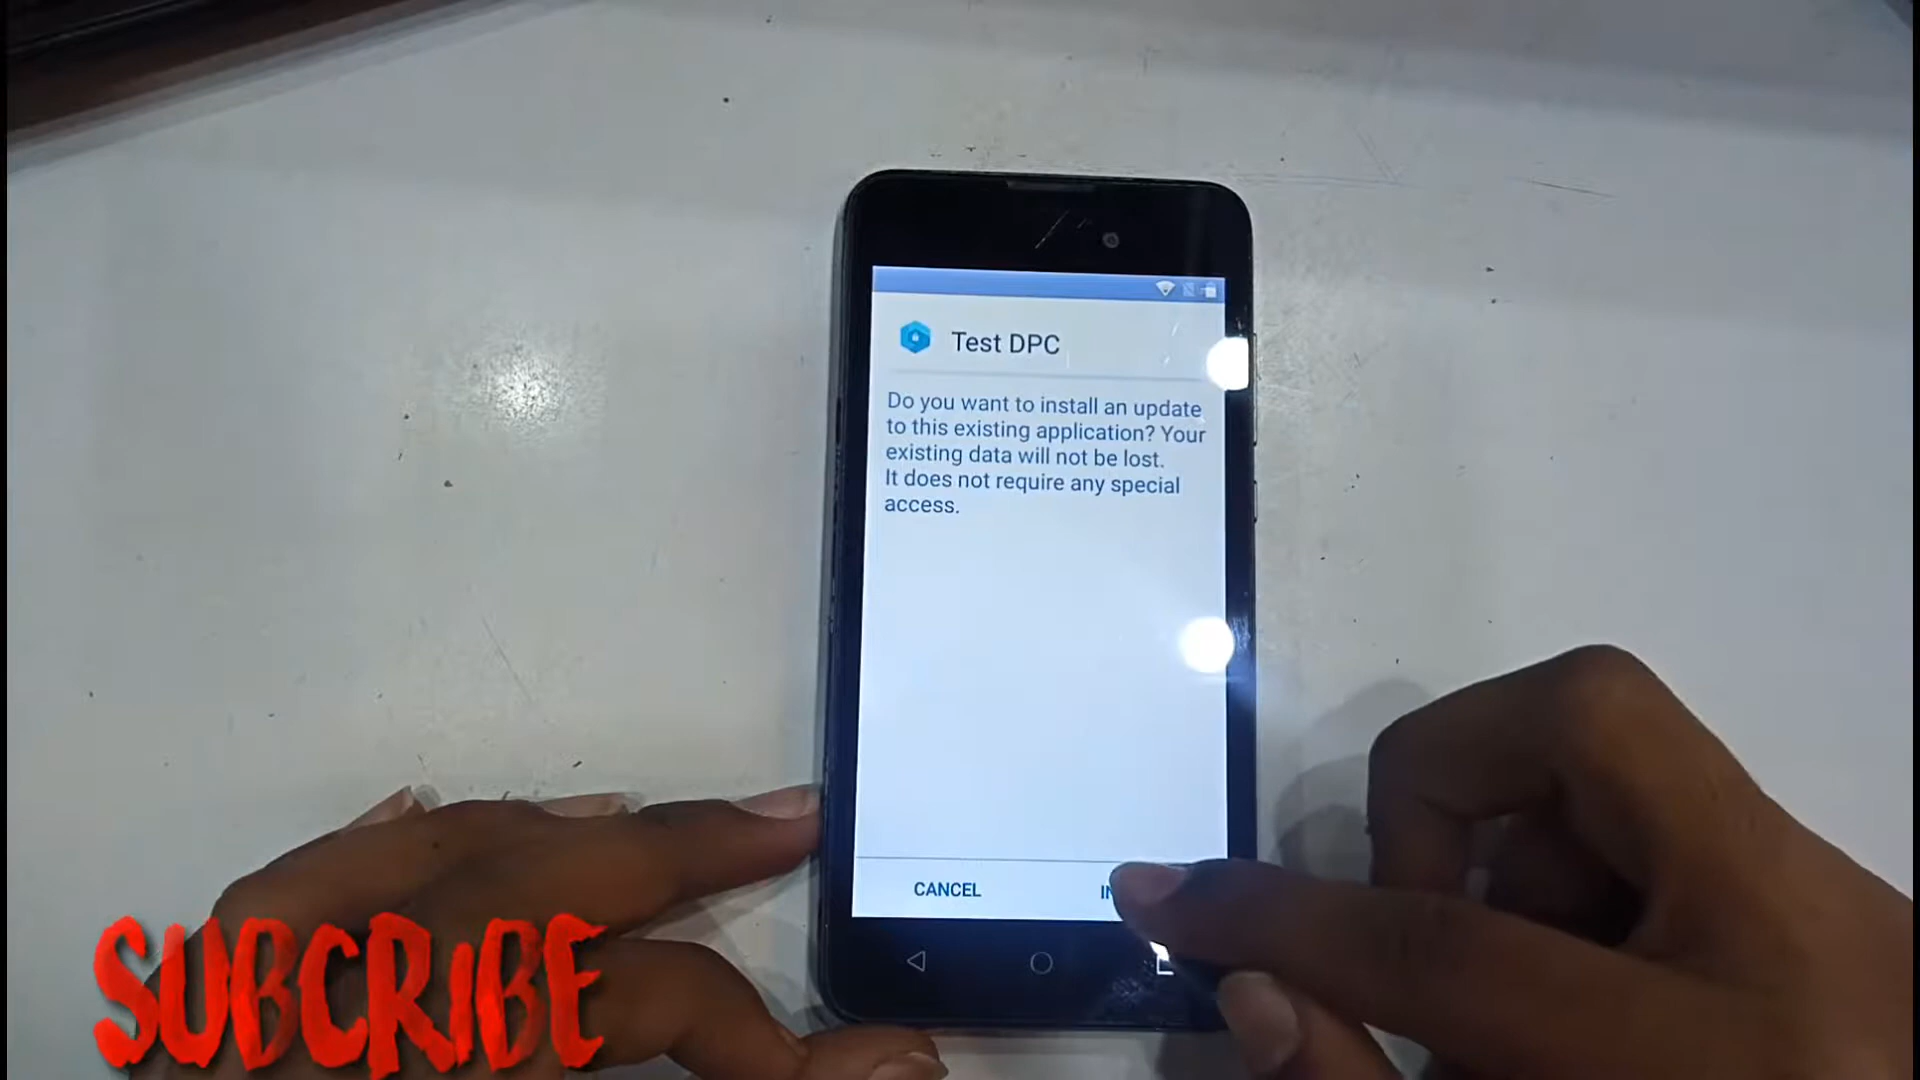 Test DPC
Do you want to install an update
to this existing application? Your
existing data will not be lost.
It does not require any special
access.
CANCEL
SUBCRIBE